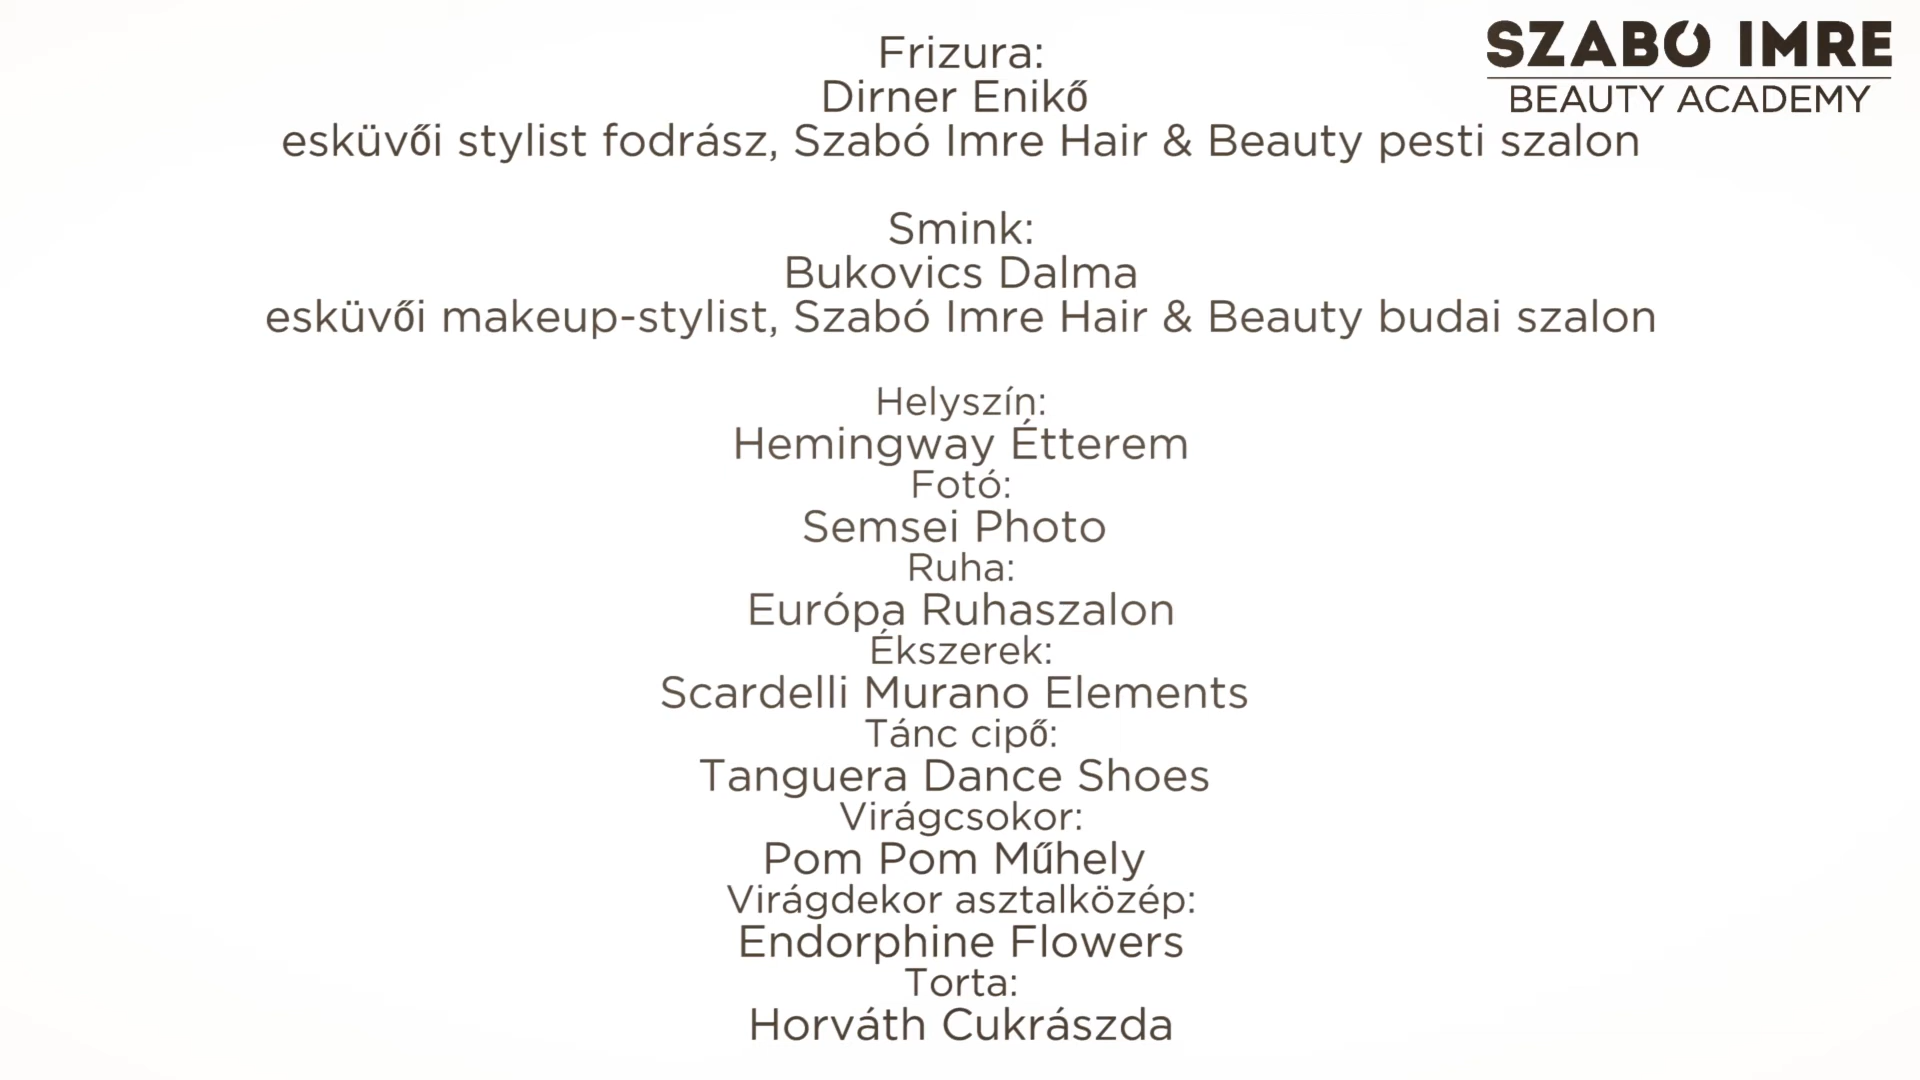 SZABÓ IMRE
BEAUTY ACADEMY
Frizura:
Dirner Enikő
esküvői stylist fodrász, Szabó Imre Hair & Beauty pesti szalon
Smink:
Bukovics Dalma
esküvői makeup-stylist, Szabó Imre Hair & Beauty budai szalon
Helyszín:
Hemingway Étterem
Fotó:
Semsei Photo
Ruha:
Európa Ruhaszalon
Ékszerek:
Scardelli Murano Elements
Tánc cipő:
Tanguera Dance Shoes
Virágcsokor:
Pom Pom Műhely
Virágdekor asztalközép:
Endorphine Flowers
Torta:
Horváth Cukrászda